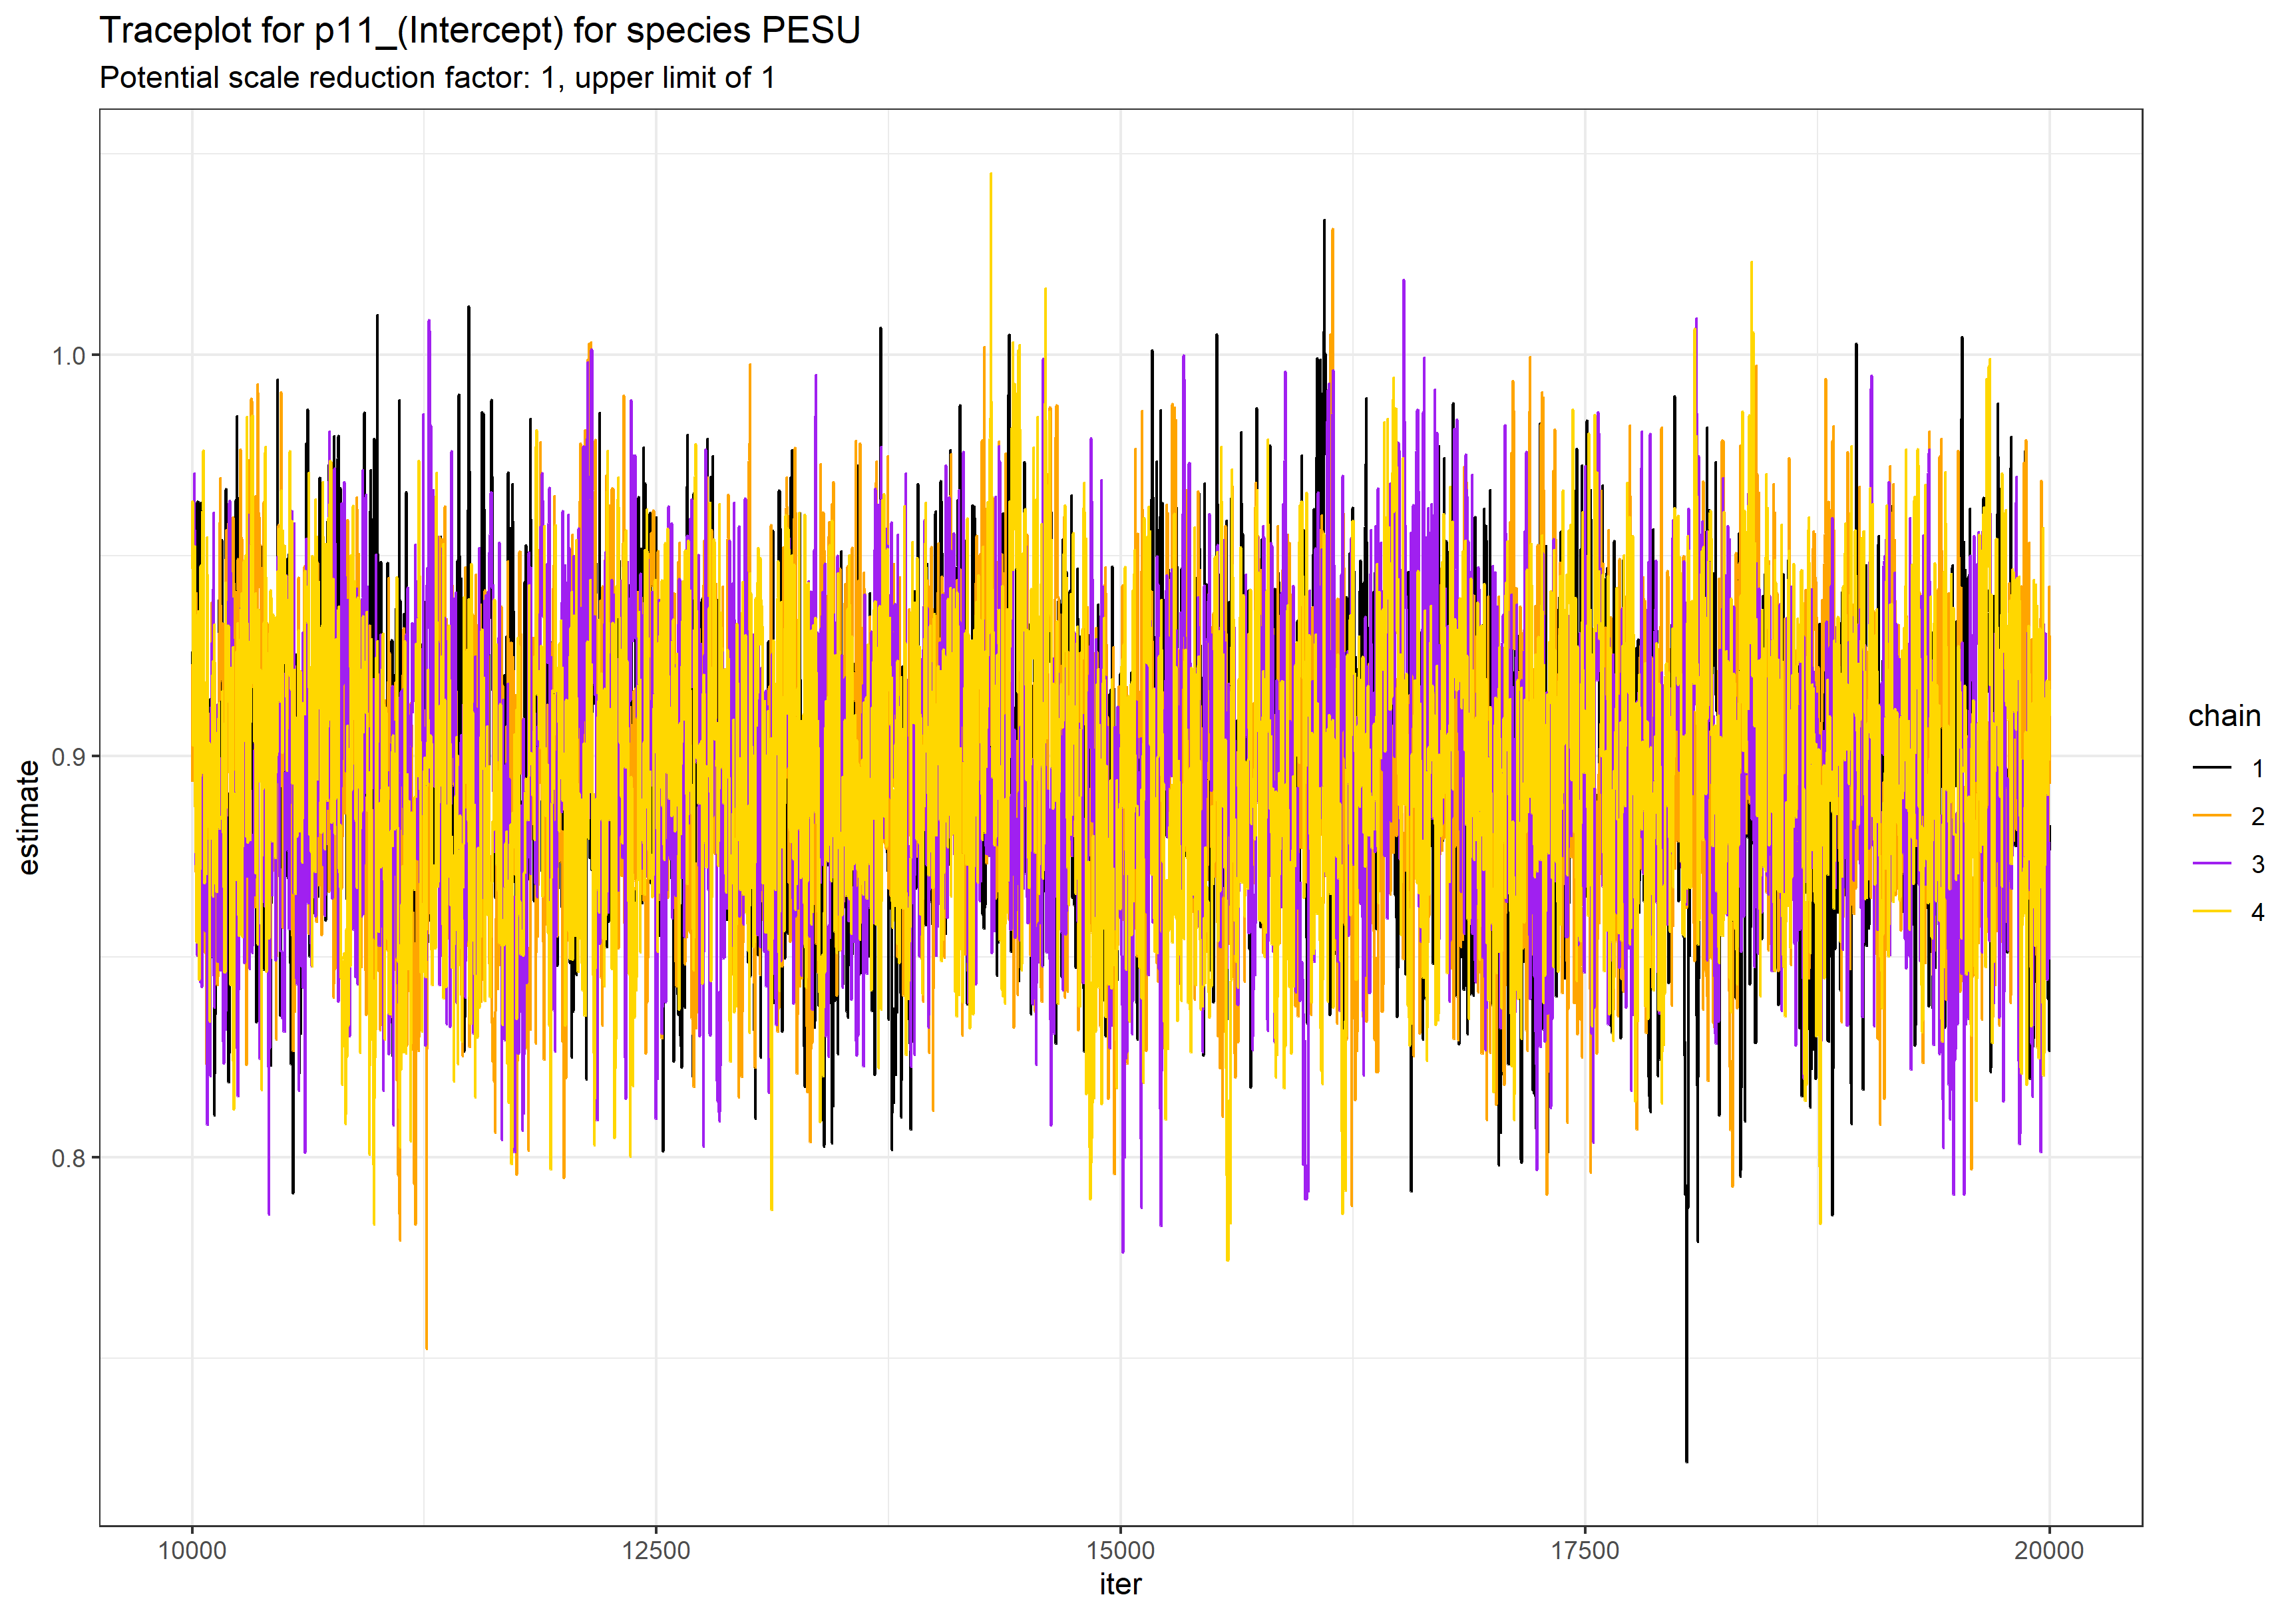 Traceplot for p11_(Intercept) for species PESU
Potential scale reduction factor: 1, upper limit of 1
estimate
1.0
0.9
0.8
10000 12500 15000 17500 20000
iter
chain
1
2
3
4